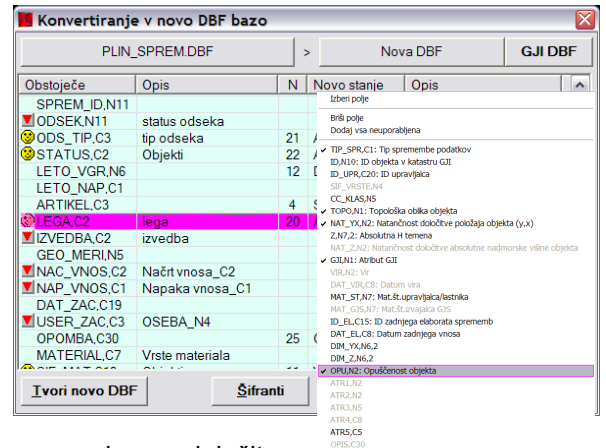 Konvertiranje v novo DBF bazo
PLIN_SPREM.DBF > Nova DBF GJI DBF
Obstoječe Opis N Novo stanje Opis
SPREM_ID,N11
ODSEK,N11 status odseka
ODS_TIP,C3 tip odseka 21
STATUS,C2 Objekti 22
LETO_VGR,N6 12
LETO_NAP,C1
ARTIKEL,C3 4
LEGA,C2 lega 20
IZVEDBA,C2 izvedba
GEO_MERI,N5
NAC_VNOS,C2 Načrt vnosa_C2
NAP_VNOS,C1 Napaka vnosa_C1
DAT_ZAC,C19
USER_ZAC,C3 OSEBA_N4
OPOMBA,C30 25
MATERIAL,C7 Vrste materiala
Tvori novo DBF Šifranti
Izberi polje
Briši polje
Dodaj vsa neuporabljena
TIP_SPR,C1: Tip spremembe podatkov
ID,N10: ID objekta v katastru GJI
ID_UPR,C20: ID upravljalca
SIF_VRSTE,N4
CC_KLAS,N5
TOPO,N1: Topološka oblika objekta
NAT_YX,N2: Natančnost določitve položaja objekta (y,x)
Z,N7,2: Absolutna H temena
NAT_Z,N2: Natančnost določitve absolutne nadmorske višine objekta
GJI,N1: Atribut GJI
VIR,N2: Vir
DAT_VIR,C8: Datum vira
MAT_ST,N7: Mat.št.upravljalca/lastnika
MAT_GJS,N7: Mat.št.izvajalca GJS
ID_EL,C15: ID zadnjega elaborata sprememb
DAT_EL,C8: Datum zadnjega vnosa
DIM_YX,N6,2
DIM_Z,N6,2
OPU,N2: Opuščenost objekta
ATR1,N2
ATR2,N2
ATR3,N5
ATR4,C8
ATR5,C5
OPIS,C30